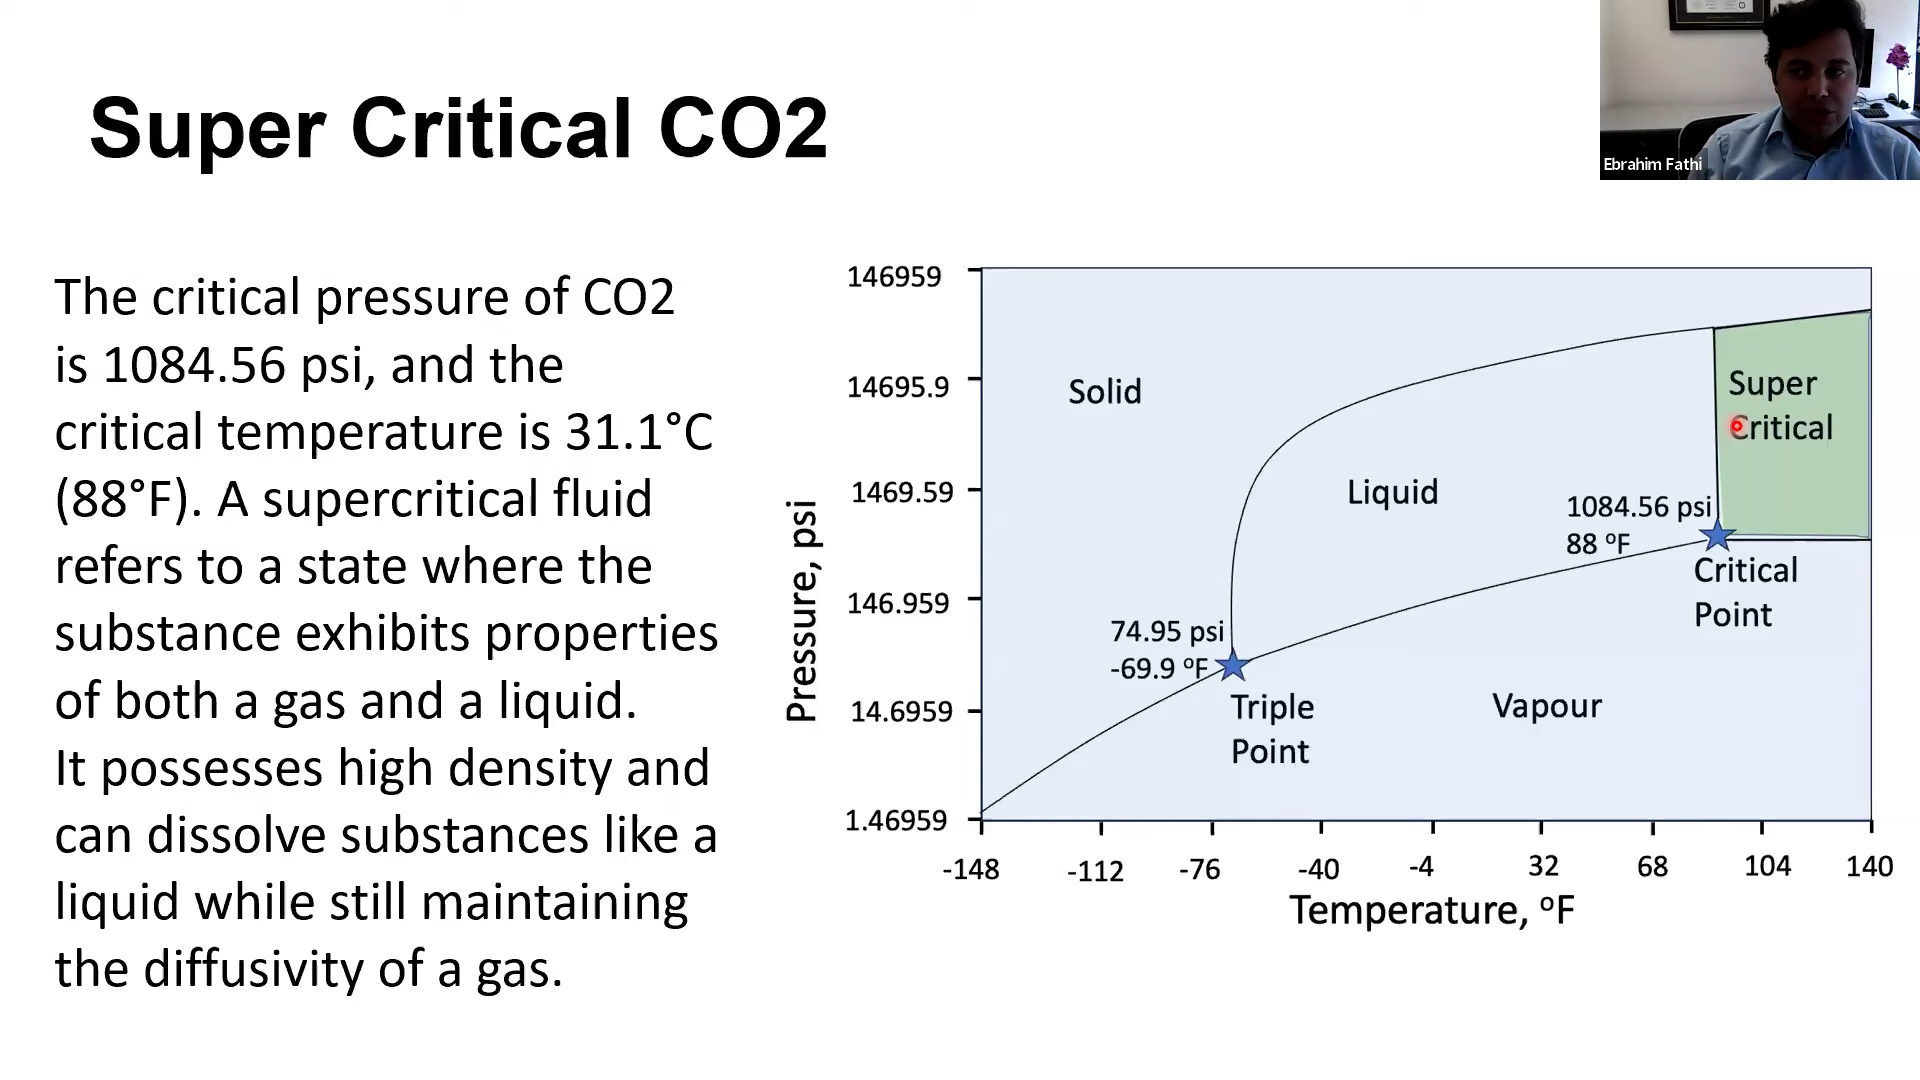 Super Critical CO2
Ebrahim Fathi
The critical pressure of CO2
is 1084.56 psi, and the
critical temperature is 31.1°C
(88°F). A supercritical fluid
refers to a state where the
substance exhibits properties
of both a gas and a liquid.
It possesses high density and
can dissolve substances like a
liquid while still maintaining
the diffusivity of a gas.
Pressure, psi
146959
14695.9
1469.59
146.959
14.6959
1.46959
Solid
Liquid
Super
Critical
1084.56 psi
88 ºF
Critical
Point
74.95 psi
-69.9 ºF
Triple
Point
Vapour
-148 -112 -76 -40 -4 32 68 104 140
Temperature, ºF